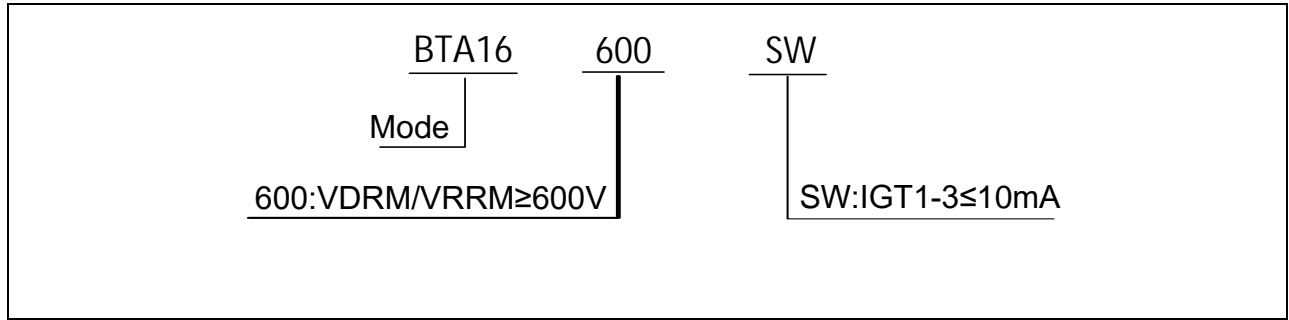 BTA16 600 SW
Mode
600:VDRM/VRRM≥600V SW:IGT1-3≤10mA